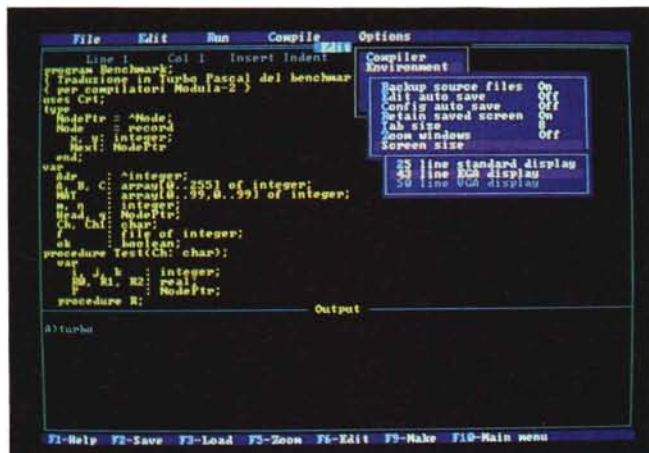 File Edit Run Compile Options
Edit
Line 1 Col 1 Insert Indent
program Benchmark;
{ Traduzione in Turbo Pascal del benchmar
{ per compilatori Modula-2 }
uses Crt;
type
NodePtr = ^Node;
Node = record
x, y: integer;
Next: NodePtr
end;
var
Adr : ^integer;
A, B, C : array[0..255] of integer;
MAT : array[0..99,0..99] of integer;
m, n : integer;
Head, q: NodePtr;
Ch, Ch1: char;
f : file of integer;
ok : boolean;
procedure Test(Ch: char);
var
i, j, k : integer;
R0, R1, R2: real;
P : NodePtr;
procedure R;
Compiler
Environment
Backup source files On
Edit auto save Off
Config auto save Off
Retain saved screen On
Tab size 8
Zoom windows Off
Screen size
25 line standard display
43 line EGA display
50 line VGA display
Output
A>turbo
F1-Help F2-Save F3-Load F5-Zoom F6-Edit F9-Make F10-Main menu